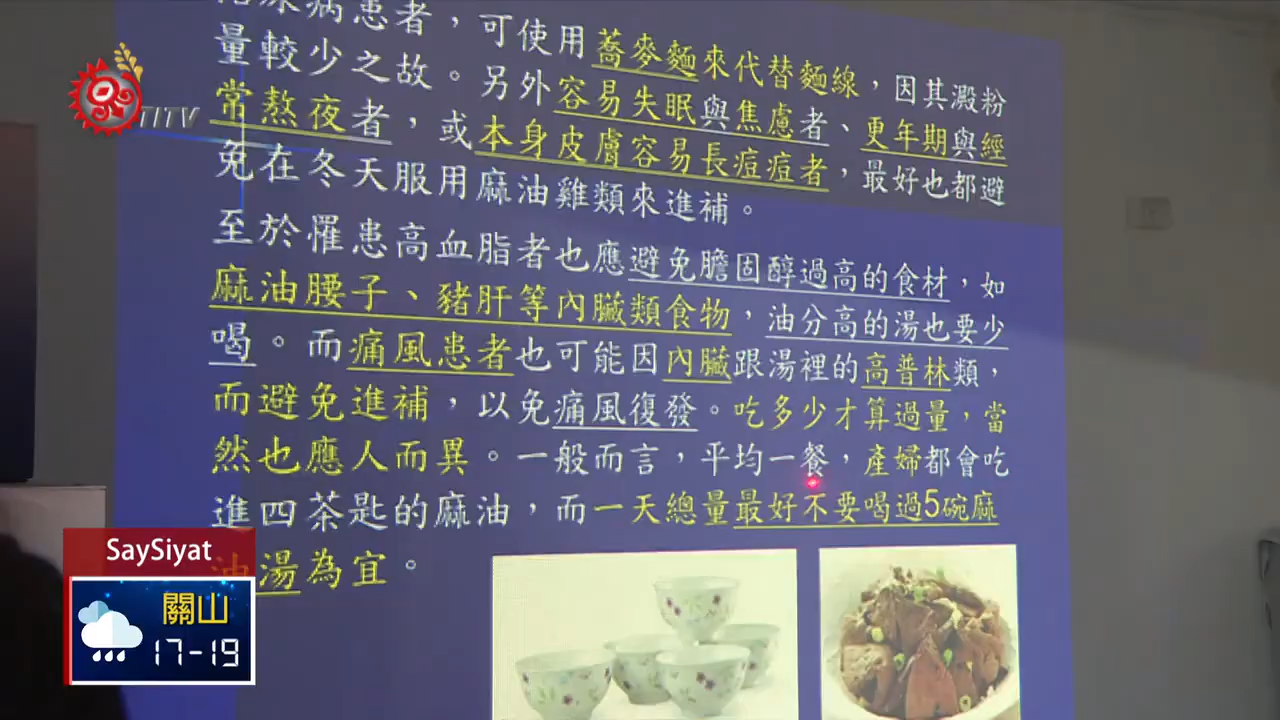 尿病患者，可使用蕎麥麵來代替麵線，因其澱粉
量較少之故。另外容易失眠與焦慮者、更年期與經
常熬夜者，或本身皮膚容易長痘痘者，最好也都避
免在冬天服用麻油雞類來進補。
至於罹患高血脂者也應避免膽固醇過高的食材，如
麻油腰子、豬肝等內臟類食物，油分高的湯也要少
喝。而痛風患者也可能因內臟跟湯裡的高普林類，
而避免進補，以免痛風復發。吃多少才算過量，當
然也應人而異。一般而言，平均一餐，產婦都會吃
進四茶匙的麻油，而一天總量最好不要喝過5碗麻
油湯為宜。
TITV
SaySiyat
關山
17-19